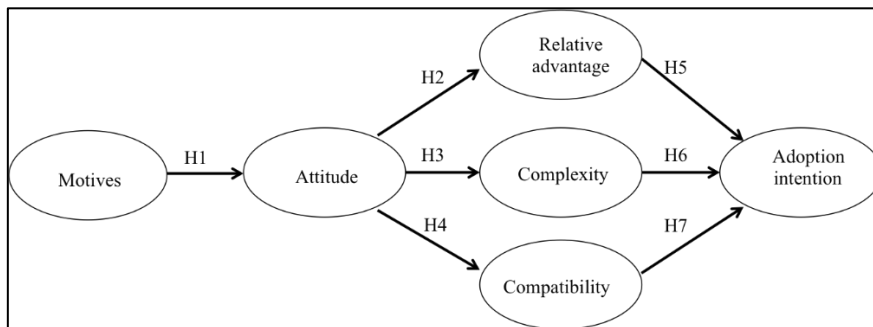 Relative
advantage
H2
H5
H1
H3
H6
Motives
Attitude
Complexity
Adoption
intention
H4
H7
Compatibility